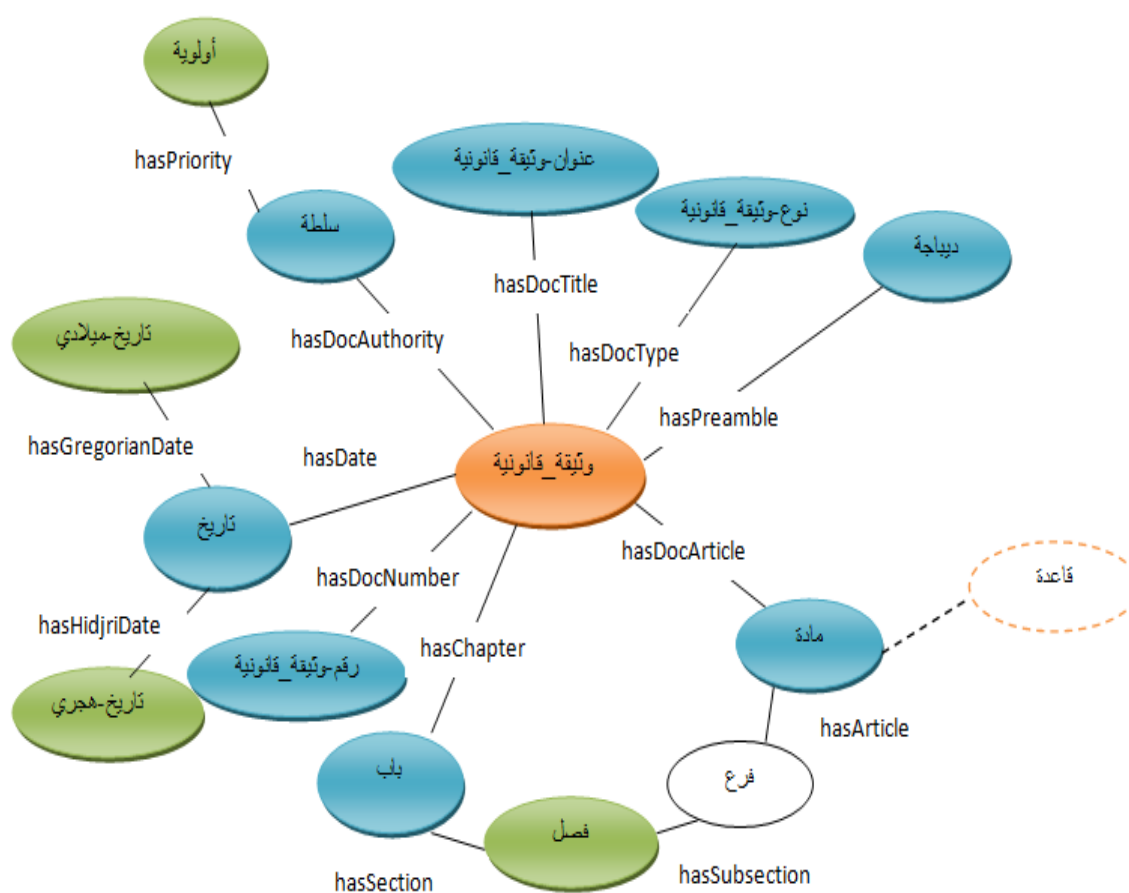 أولوية
hasPriority
عنوان-وثيقة_قانونية
نوع-وثيقة_قانونية
سلطة
ديباجة
hasDocTitle
تاريخ-ميلادي
hasDocAuthority
hasDocType
hasPreamble
hasGregorianDate
hasDate
وثيقة_قانونية
تاريخ
hasDocArticle
hasDocNumber
قاعدة
hasHidjriDate
hasChapter
مادة
رقم-وثيقة_قانونية
تاريخ-هجري
hasArticle
باب
فرع
فصل
hasSection
hasSubsection